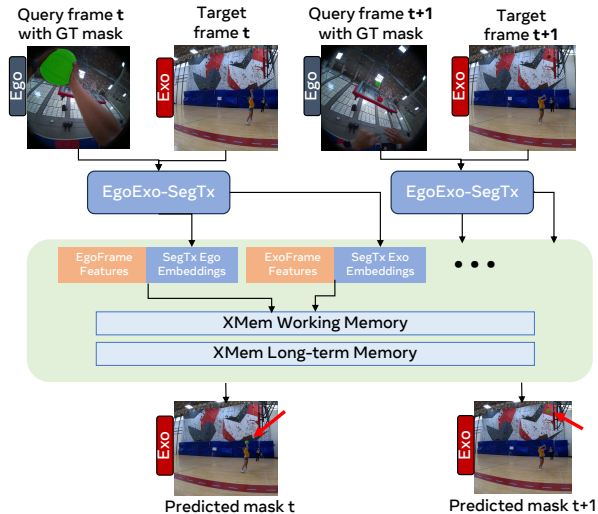 Query frame t
with GT mask
Target
frame t
Query frame t+1
with GT mask
Target
frame t+1
Ego
Exo
Ego
Exo
EgoExo-SegTx
EgoExo-SegTx
EgoFrame
Features
SegTx Ego
Embeddings
ExoFrame
Features
SegTx Exo
Embeddings
XMem Working Memory
XMem Long-term Memory
Exo
Exo
Predicted mask t
Predicted mask t+1